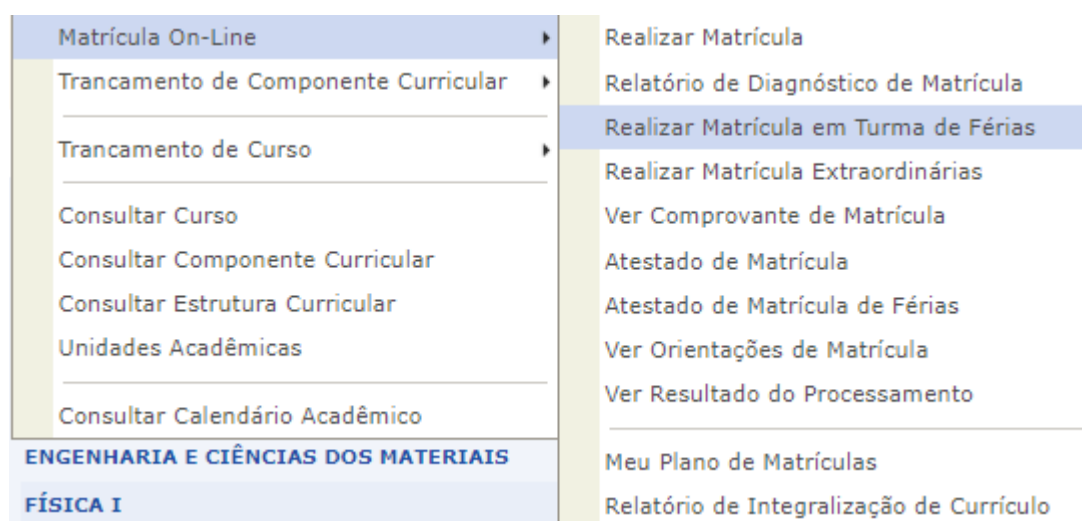 Matrícula On-Line
Trancamento de Componente Curricular
Trancamento de Curso
Consultar Curso
Consultar Componente Curricular
Consultar Estrutura Curricular
Unidades Acadêmicas
Consultar Calendário Acadêmico
ENGENHARIA E CIÊNCIAS DOS MATERIAIS
FÍSICA I
Realizar Matrícula
Relatório de Diagnóstico de Matrícula
Realizar Matrícula em Turma de Férias
Realizar Matrícula Extraordinárias
Ver Comprovante de Matrícula
Atestado de Matrícula
Atestado de Matrícula de Férias
Ver Orientações de Matrícula
Ver Resultado do Processamento
Meu Plano de Matrículas
Relatório de Integralização de Currículo